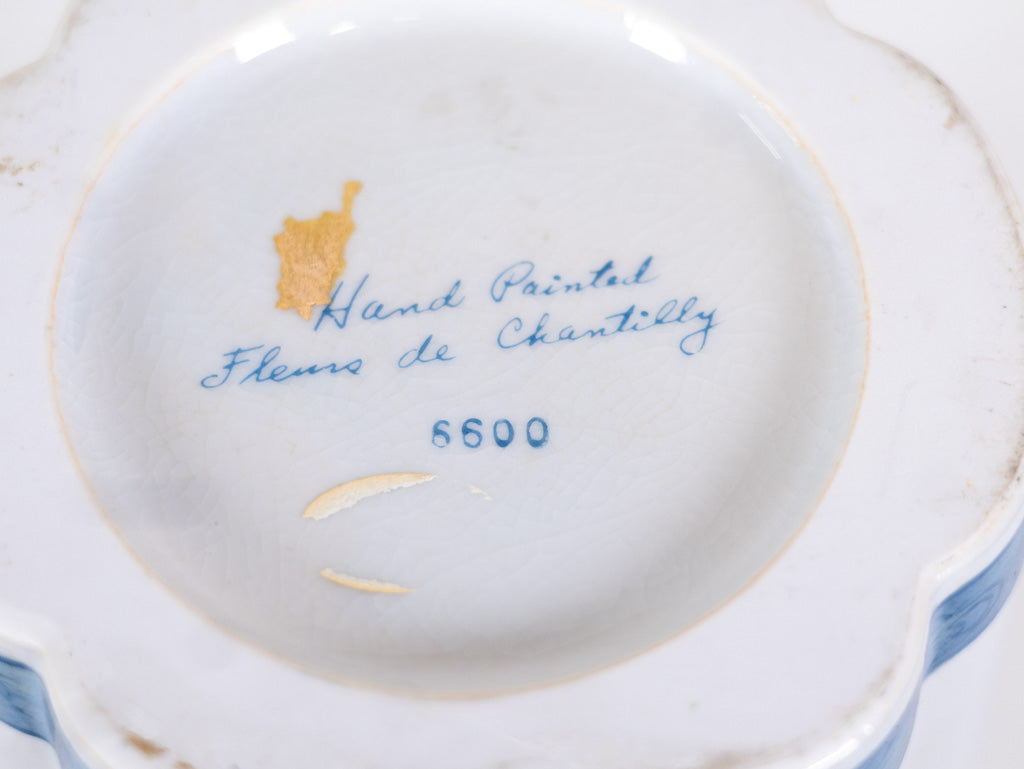 Hand Painted
Fleurs de Chantilly
6600